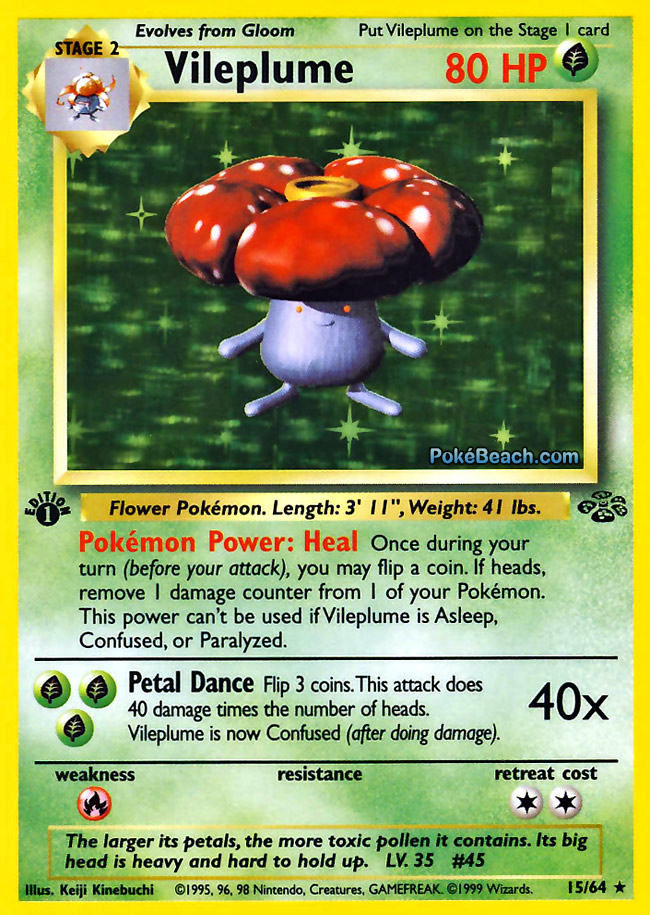 Evolves from Gloom
Put Vileplume on the Stage 1 card
STAGE 2
Vileplume
80 HP
PokéBeach.com
EDITION
1
Flower Pokémon. Length: 3' 11", Weight: 41 lbs.
Pokémon Power: Heal Once during your
turn (before your attack), you may flip a coin. If heads,
remove 1 damage counter from 1 of your Pokémon.
This power can't be used if Vileplume is Asleep,
Confused, or Paralyzed.
Petal Dance Flip 3 coins. This attack does
40 damage times the number of heads.
Vileplume is now Confused (after doing damage).
40x
weakness
resistance
retreat cost
The larger its petals, the more toxic pollen it contains. Its big
head is heavy and hard to hold up. LV. 35 #45
Illus. Keiji Kinebuchi ©1995, 96, 98 Nintendo, Creatures, GAMEFREAK. ©1999 Wizards. 15/64 ★